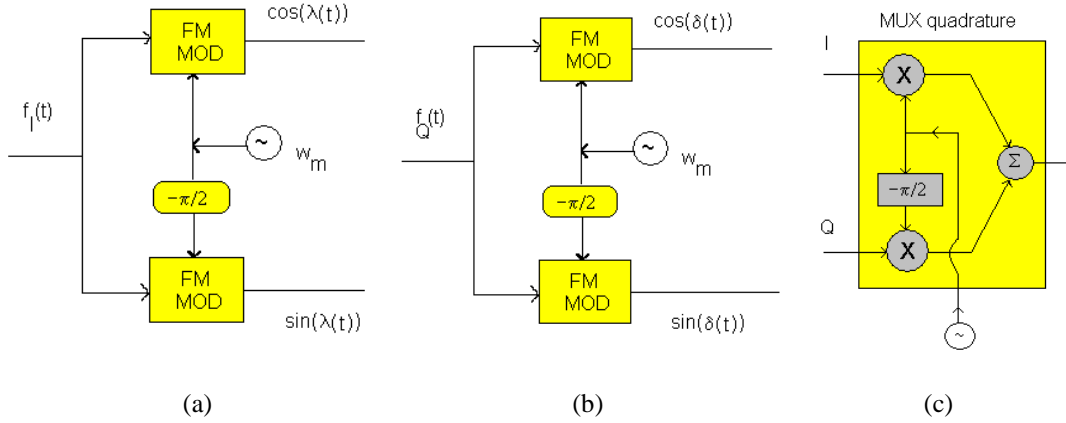 cos(λ(t))
FM
MOD
f_I(t)
~
w_m
−π/2
FM
MOD
sin(λ(t))
(a)
cos(δ(t))
FM
MOD
f_Q(t)
~
w_m
−π/2
FM
MOD
sin(δ(t))
(b)
MUX quadrature
I
X
Σ
−π/2
Q
X
~
(c)